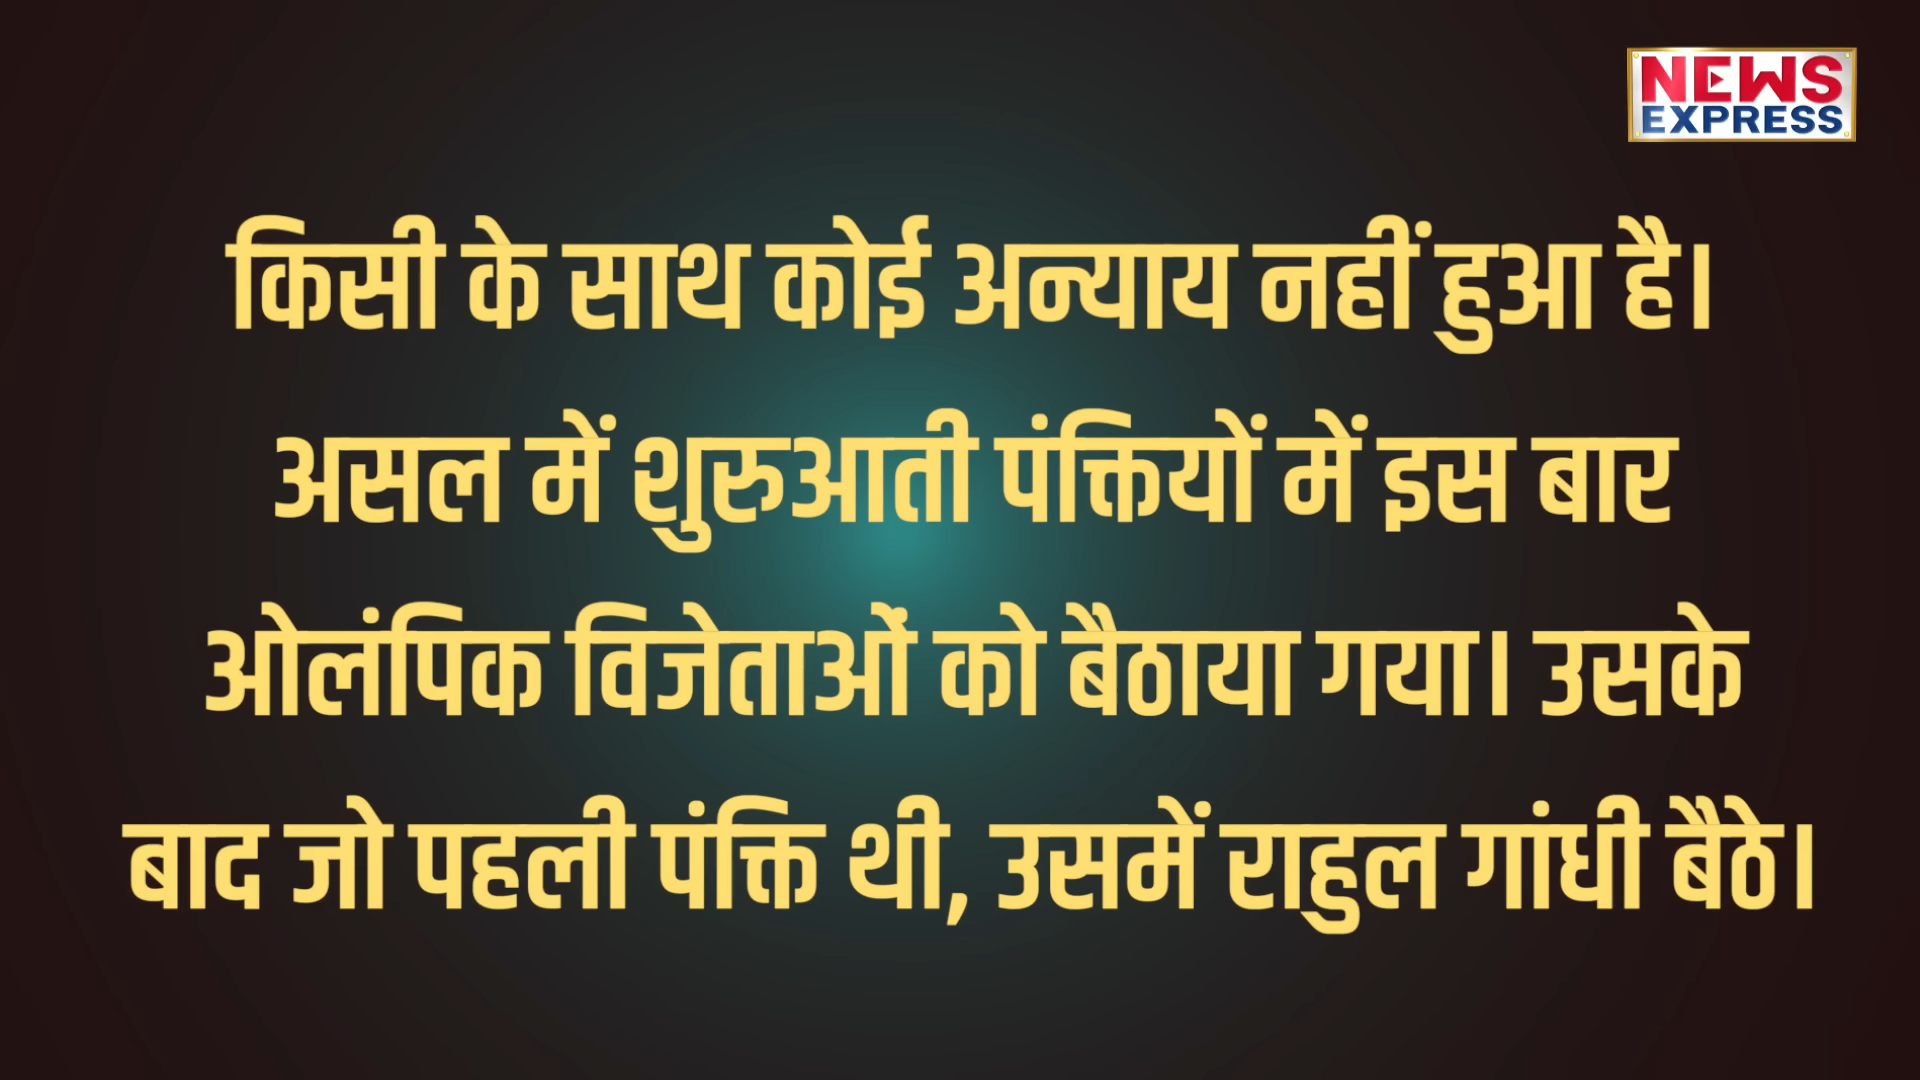 NEWS
EXPRESS
किसी के साथ कोई अन्याय नहीं हुआ है।
असल में शुरुआती पंक्तियों में इस बार
ओलंपिक विजेताओं को बैठाया गया। उसके
बाद जो पहली पंक्ति थी, उसमें राहुल गांधी बैठे।